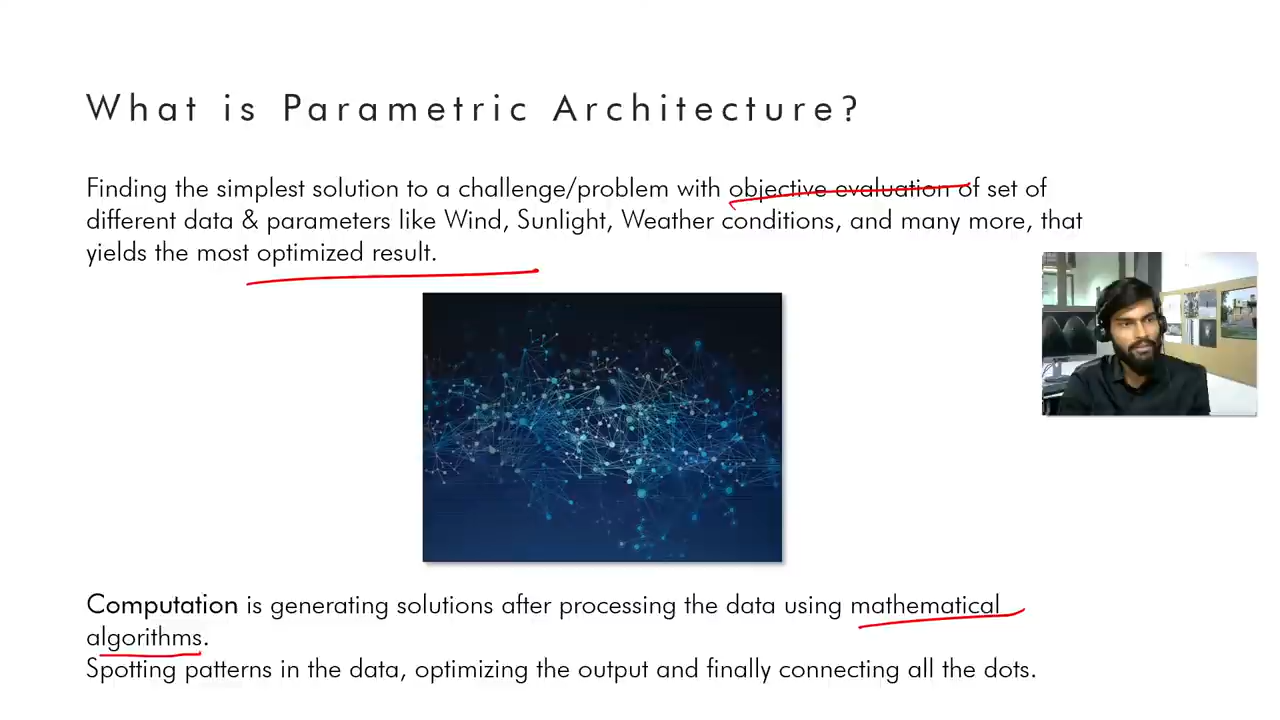 What is Parametric Architecture?
Finding the simplest solution to a challenge/problem with objective evaluation of set of
different data & parameters like Wind, Sunlight, Weather conditions, and many more, that
yields the most optimized result.
Computation is generating solutions after processing the data using mathematical
algorithms.
Spotting patterns in the data, optimizing the output and finally connecting all the dots.